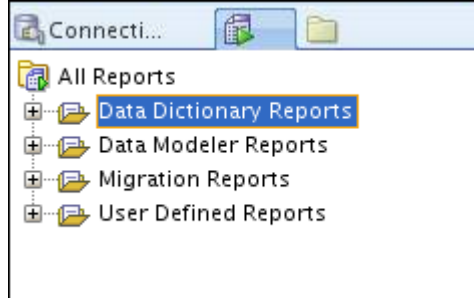 Connecti...
All Reports
Data Dictionary Reports
Data Modeler Reports
Migration Reports
User Defined Reports